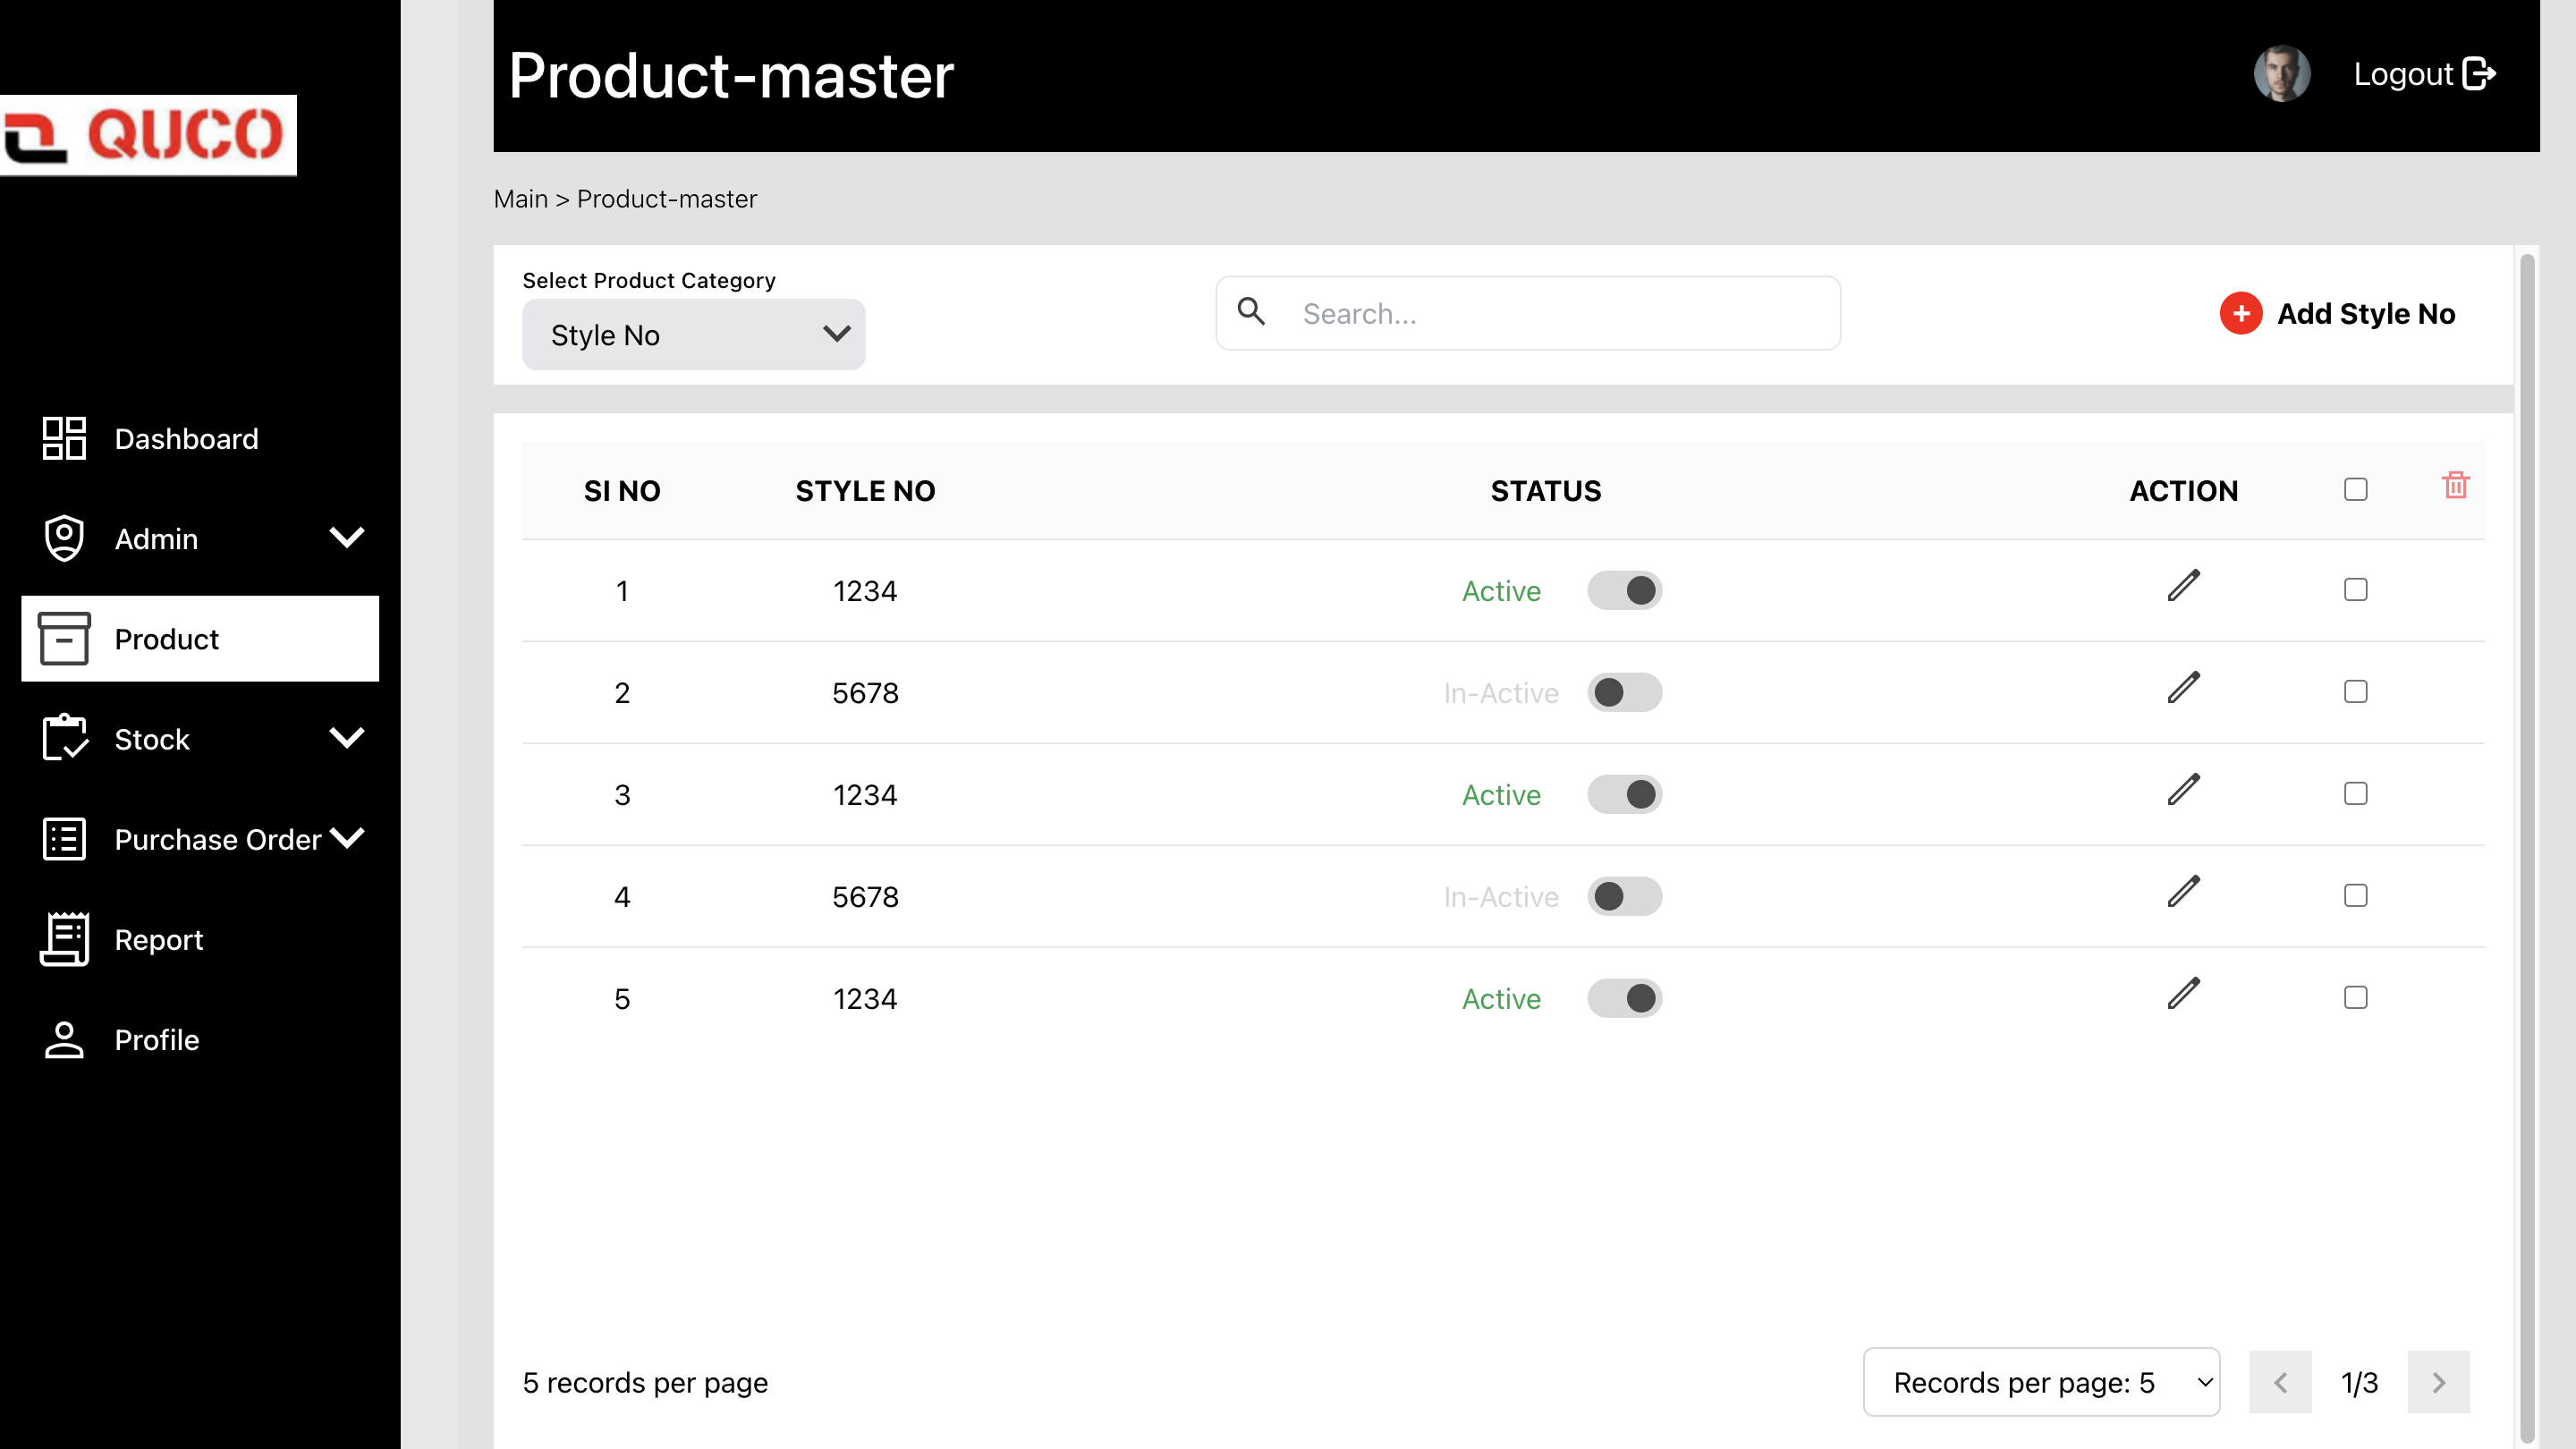 QUCO
Dashboard
Admin
Product
Stock
Purchase Order
Report
Profile
Product-master
Logout
Main > Product-master
Select Product Category
Style No
Search...
Add Style No
SI NO STYLE NO STATUS ACTION
1 1234 Active
2 5678 In-Active
3 1234 Active
4 5678 In-Active
5 1234 Active
5 records per page
Records per page: 5
1/3